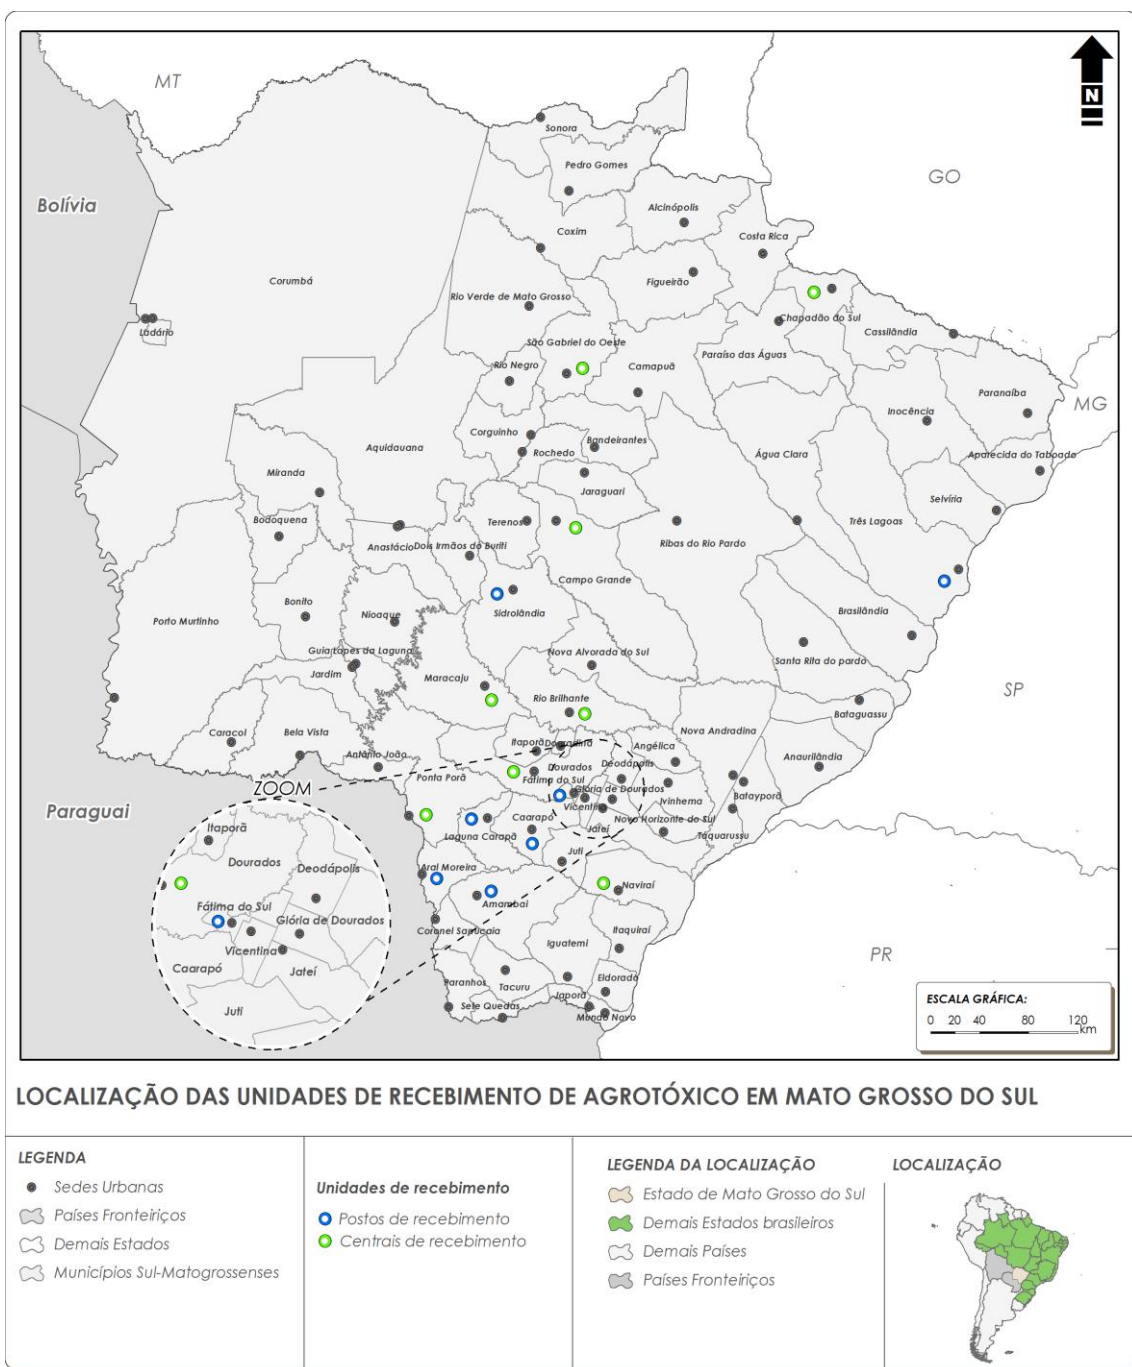 MT
N
Sonora
Pedro Gomes
GO
Bolívia
Alcinópolis
Coxim
Costa Rica
Corumbá
Figueirão
Rio Verde de Mato Grosso
Chapadão do Sul
Ladário
Cassilândia
São Gabriel do Oeste
Paraíso das Águas
Rio Negro
Camapuã
Paranaíba
MG
Inocência
Corguinho
Bandeirantes
Aquidauana
Rochedo
Água Clara
Aparecida do Taboado
Miranda
Jaraguari
Selvíria
Bodoquena
Terenos
Três Lagoas
Anastácio
Dois Irmãos do Buriti
Ribas do Rio Pardo
Campo Grande
Bonito
Nioaque
Sidrolândia
Brasilândia
Porto Murtinho
Guia Lopes da Laguna
Nova Alvorada do Sul
Santa Rita do pardo
Jardim
Maracaju
SP
Rio Brilhante
Bataguassu
Caracol
Bela Vista
Nova Andradina
Itaporã
Douradina
Angélica
Antônio João
Anaurilândia
Dourados
Deodápolis
Ponta Porã
Fátima do Sul
ZOOM
Glória de Dourados
Batayporã
Vicentina
Ivinhema
Paraguai
Caarapó
Novo Horizonte do Sul
Itaporã
Laguna Carapã
Jateí
Taquarussu
Dourados
Juti
Deodápolis
Aral Moreira
Naviraí
Fátima do Sul
Amambai
Glória de Dourados
Coronel Sapucaia
Itaquiraí
Vicentina
Iguatemi
PR
Caarapó
Jateí
Eldorado
Paranhos
Tacuru
Japorã
Juti
Sete Quedas
Mundo Novo
ESCALA GRÁFICA:
0 20 40 80 120
km
LOCALIZAÇÃO DAS UNIDADES DE RECEBIMENTO DE AGROTÓXICO EM MATO GROSSO DO SUL
LEGENDA
Sedes Urbanas
Países Fronteiriços
Demais Estados
Municípios Sul-Matogrossenses
Unidades de recebimento
Postos de recebimento
Centrais de recebimento
LEGENDA DA LOCALIZAÇÃO
Estado de Mato Grosso do Sul
Demais Estados brasileiros
Demais Países
Países Fronteiriços
LOCALIZAÇÃO